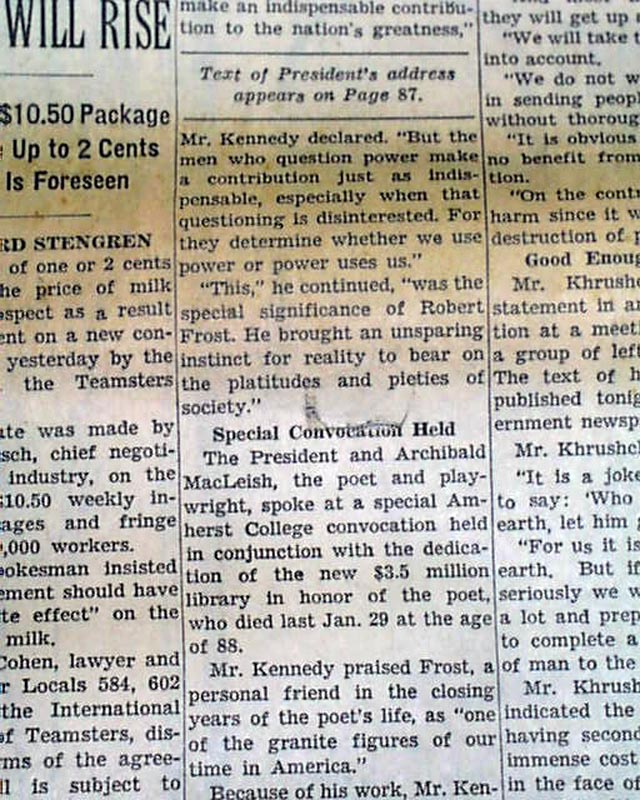 WILL RISE
$10.50 Package
Up to 2 Cents
Is Foreseen
RD STENGREN
of one or 2 cents
he price of milk
spect as a result
ent on a new con-
yesterday by the
the Teamsters
ate was made by
sch, chief negoti-
industry, on the
$10.50 weekly in-
ages and fringe
,000 workers.
pokesman insisted
ement should have
te effect" on the
milk.
Cohen, lawyer and
r Locals 584, 602
the International
of Teamsters, dis-
rms of the agree-
ll is subject to
make an indispensable contribu-
tion to the nation's greatness,"
Text of President's address
appears on Page 87.
Mr. Kennedy declared. "But the
men who question power make
a contribution just as indis-
pensable, especially when that
questioning is disinterested. For
they determine whether we use
power or power uses us."
"This," he continued, "was the
special significance of Robert
Frost. He brought an unsparing
instinct for reality to bear on
the platitudes and pieties of
society."
Special Convocation Held
The President and Archibald
MacLeish, the poet and play-
wright, spoke at a special Am-
herst College convocation held
in conjunction with the dedica-
tion of the new $3.5 million
library in honor of the poet,
who died last Jan. 29 at the age
of 88.
Mr. Kennedy praised Frost, a
personal friend in the closing
years of the poet's life, as "one
of the granite figures of our
time in America."
Because of his work, Mr. Ken-
they will get up
"We will take t
into account.
"We do not w
in sending peopl
without thoroug
"It is obvious
no benefit from
tion.
"On the contr
harm since it w
destruction of p
Good Enoug
Mr. Khrushc
statement in an
tion at a meeti
a group of left
The text of h
published tonig
ernment newsp
Mr. Khrushch
"It is a joke
to say: 'Who
earth, let him
"For us it is
earth. But if
seriously we w
a lot and prep
to complete a
of man to the
Mr. Khrush
indicated the
having second
immense cost
in the face of